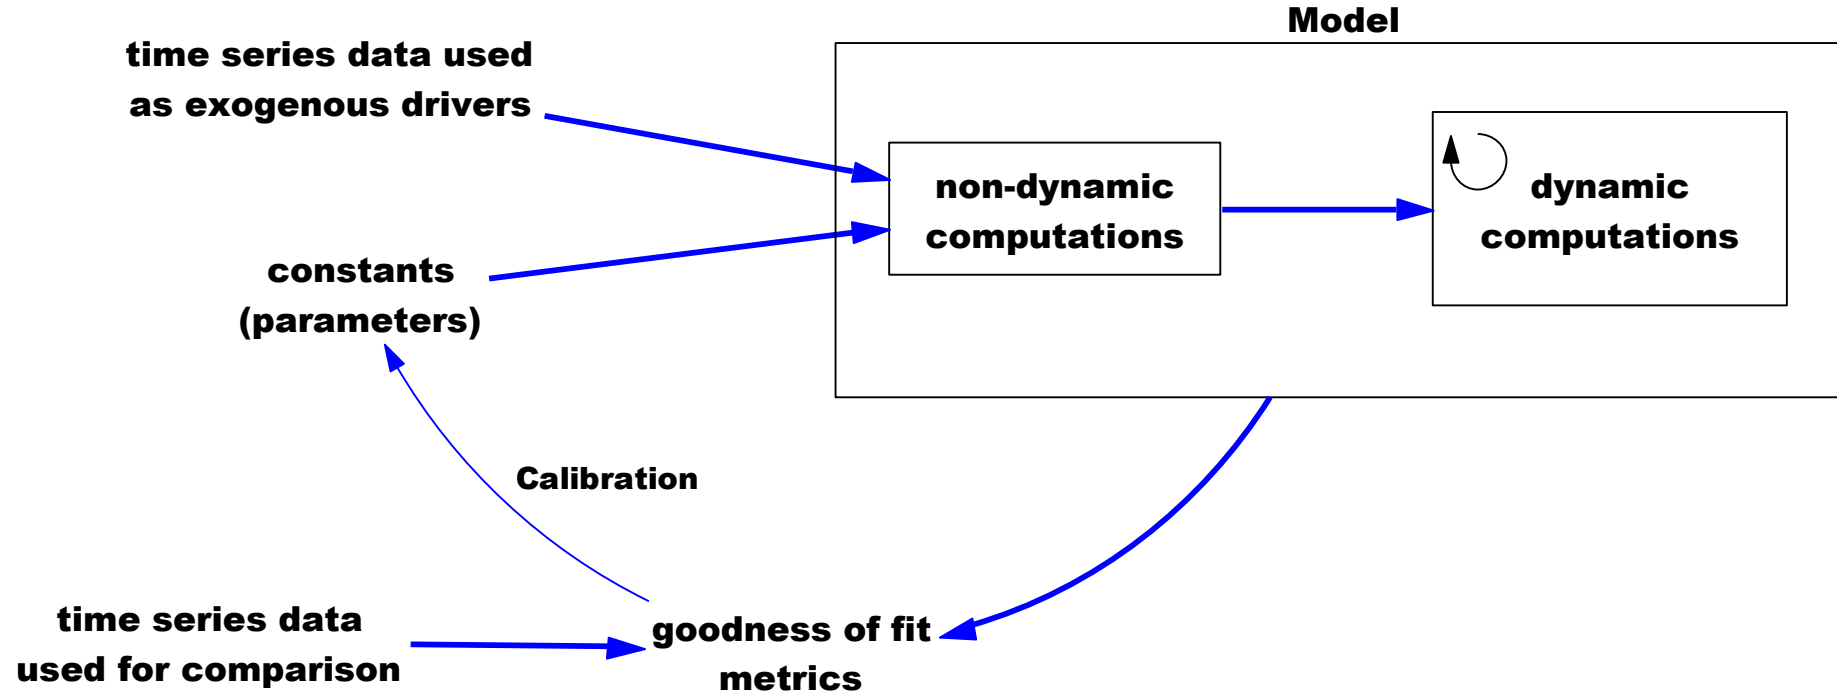 Model
time series data used
as exogenous drivers
non-dynamic
computations
dynamic
computations
constants
(parameters)
Calibration
time series data
used for comparison
goodness of fit
metrics